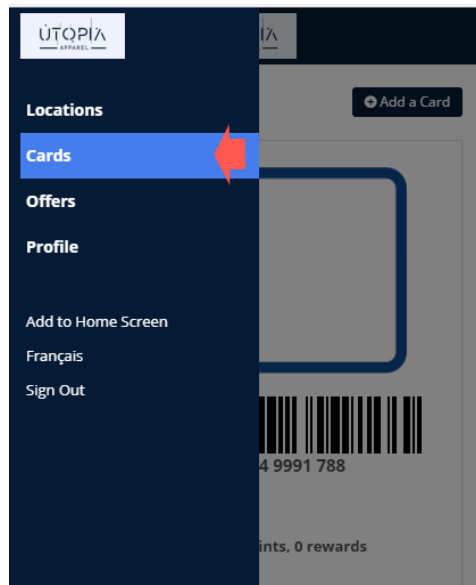 ÚTOPÍA
APPAREL
Add a Card
Locations
Cards
Offers
Profile
Add to Home Screen
Français
Sign Out
4 9991 788
ints, 0 rewards